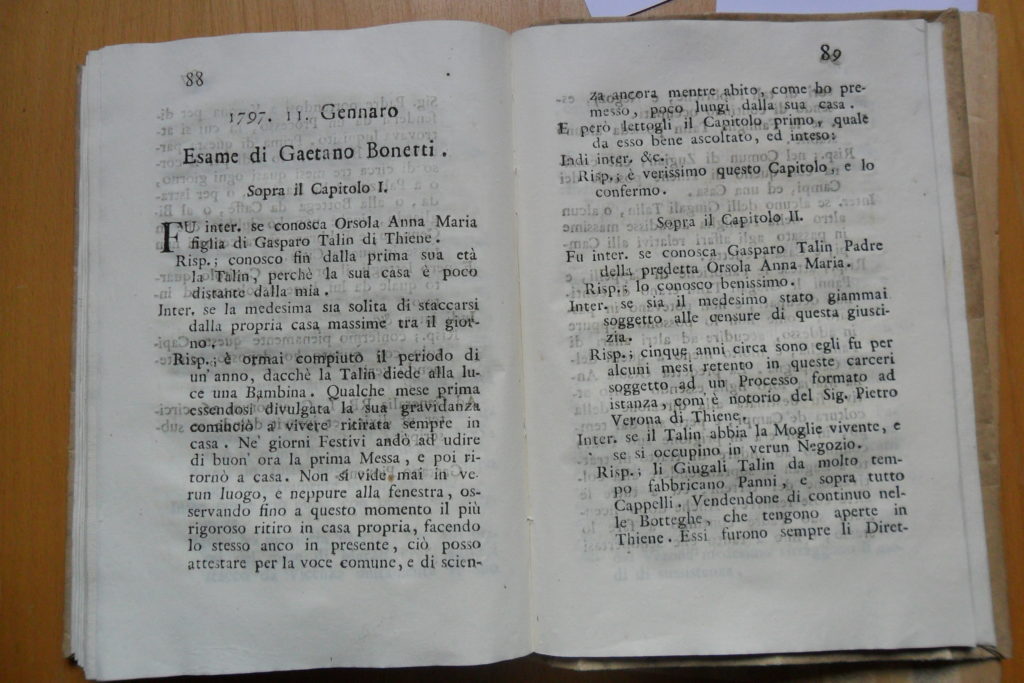 88
1797. 11. Gennaro
Esame di Gaetano Bonetti.
Sopra il Capitolo I.
FU inter. se conosca Orsola Anna Maria
figlia di Gasparo Talin di Thiene.
Risp.; conosco fin dalla prima sua età
la Talin, perchè la sua casa è poco
distante dalla mia.
Inter. se la medesima sia solita di staccarsi
dalla propria casa massime tra il gior-
no.
Risp.; è ormai compiuto il periodo di
un'anno, dacchè la Talin diede alla lu-
ce una Bambina. Qualche mese prima
essendosi divulgata la sua gravidanza
cominciò a vivere ritirata sempre in
casa. Ne' giorni Festivi andò ad udire
di buon' ora la prima Messa, e poi ri-
tornò a casa. Non si vide mai in ve-
run luogo, e neppure alla fenestra, os-
servando fino a questo momento il più
rigoroso ritiro in casa propria, facendo
lo stesso anco in presente, ciò posso
attestare per la voce comune, e di scien-
89
za ancora mentre abito, come ho pre-
messo, poco lungi dalla sua casa.
E però lettogli il Capitolo primo, quale
da esso bene ascoltato, ed inteso:
Indi inter. &c.
Risp.; è verissimo questo Capitolo, e lo
confermo.
Sopra il Capitolo II.
Fu inter. se conosca Gasparo Talin Padre
della predetta Orsola Anna Maria.
Risp.; lo conosco benissimo.
Inter. se sia il medesimo stato giammai
soggetto alle censure di questa giusti-
zia.
Risp.; cinque anni circa sono egli fu per
alcuni mesi retento in queste carceri
soggetto ad un Processo formato ad
istanza, com'è notorio del Sig. Pietro
Verona di Thiene.
Inter. se il Talin abbia la Moglie vivente, e
se si occupino in verun Negozio.
Risp.; li Giugali Talin da molto tem-
po fabbricano Panni, e sopra tutto
Cappelli. Vendendone di continuo nel-
le Botteghe, che tengono aperte in
Thiene. Essi furono sempre li Diret-